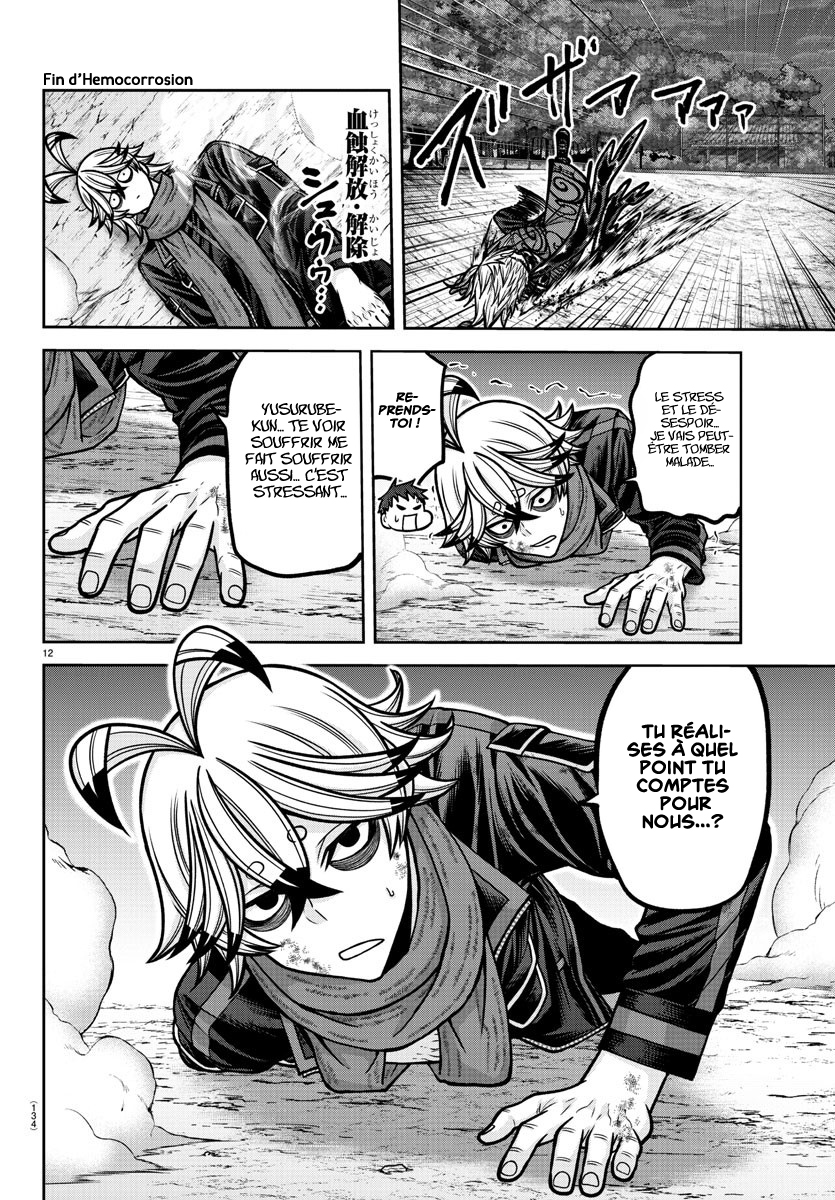 ズザァァァァ
Fin d'Hemocorrosion
血蝕解放・解除
けっしょくかいほう かいじょ
シュウゥ…
LE STRESS
ET LE DÉ-
SESPOIR...
JE VAIS PEUT-
ÊTRE TOMBER
MALADE...
RE-
PRENDS-
TOI !
YUSURUBE-
KUN... TE VOIR
SOUFFRIR ME
FAIT SOUFFRIR
AUSSI... C'EST
STRESSANT...
12
TU RÉALI-
SES À QUEL
POINT TU
COMPTES
POUR
NOUS...?
(134)